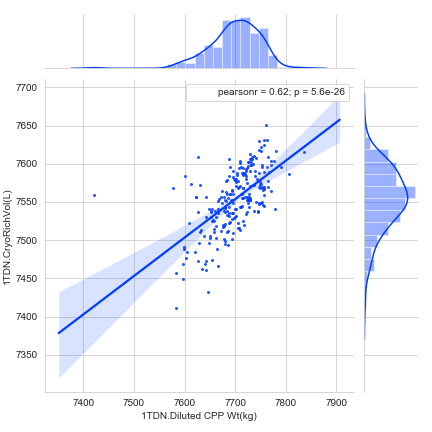 pearsonr = 0.62; p = 5.6e-26
7700
7650
7600
7550
7500
7450
7400
7350
1TDN.CryoRichVol(L)
7400 7500 7600 7700 7800 7900
1TDN.Diluted CPP Wt(kg)